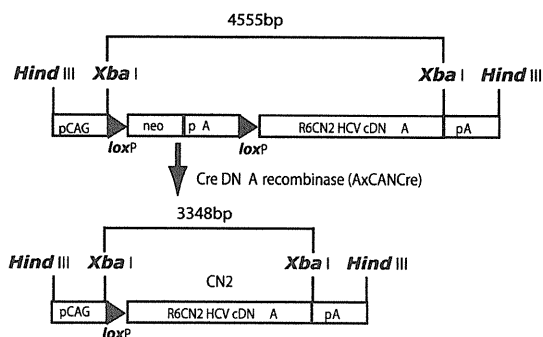 4555bp
Hind III Xba I Xba I Hind III
pCAG neo p A R6CN2 HCV cDN A pA
loxP loxP
Cre DN A recombinase (AxCANCre)
3348bp
Hind III Xba I CN2 Xba I Hind III
pCAG R6CN2 HCV cDN A pA
loxP